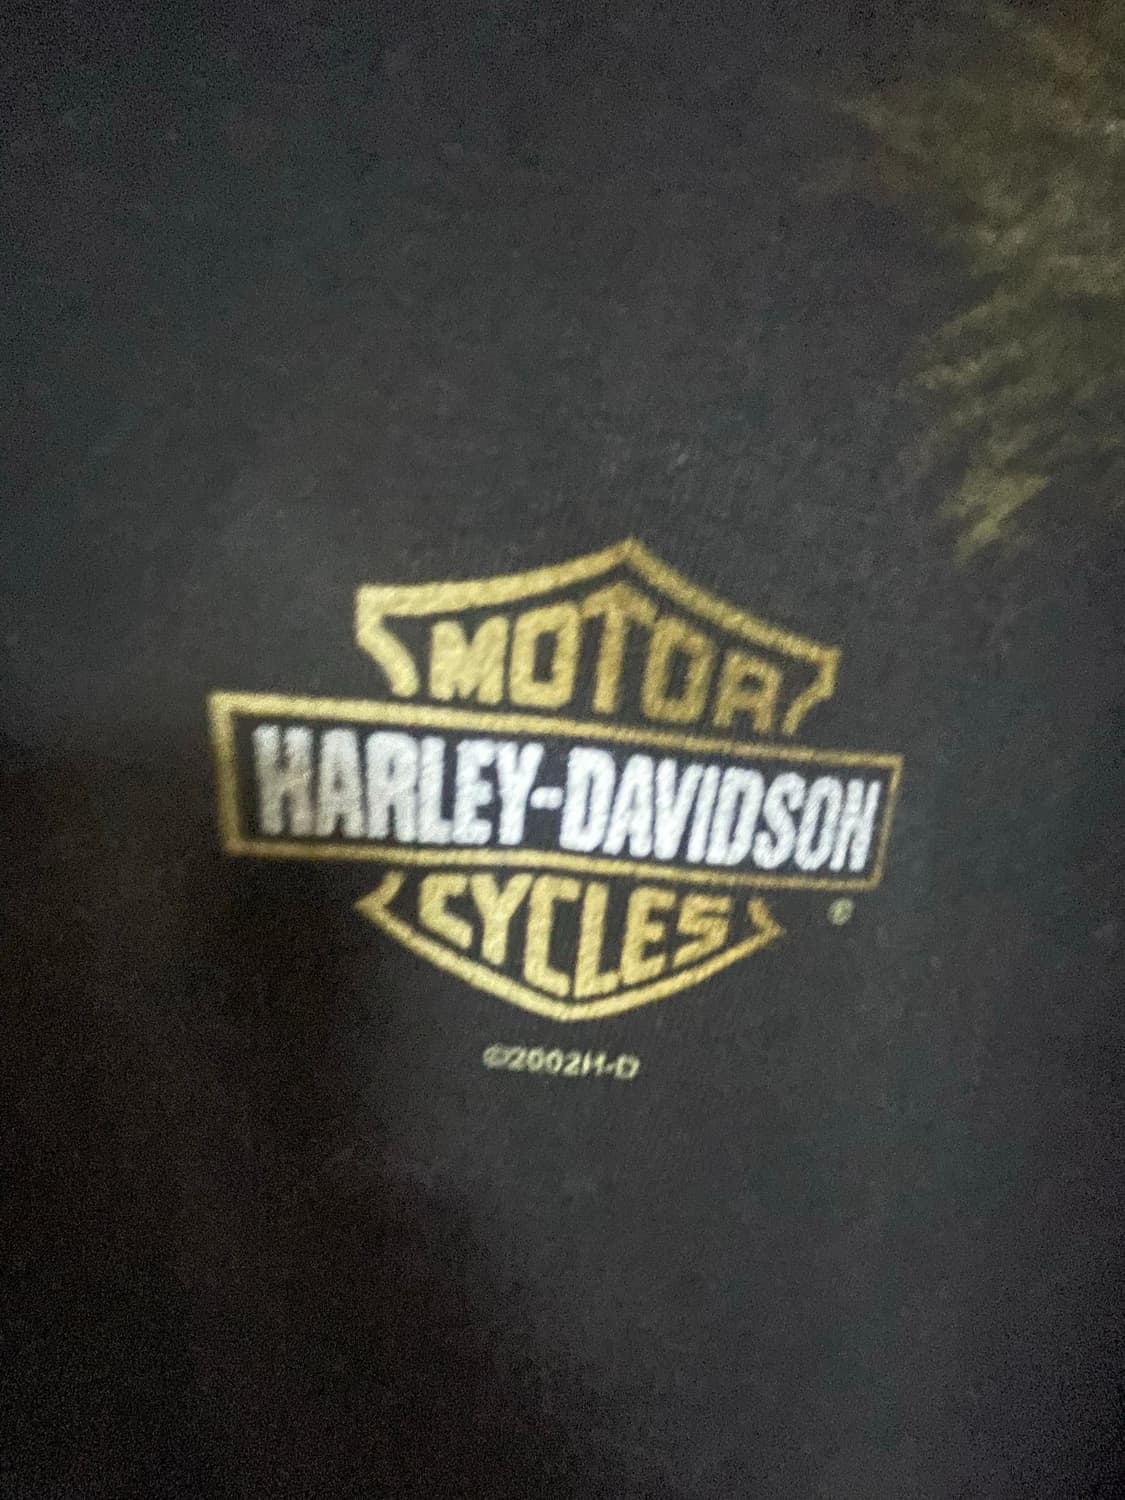 MOTOR
HARLEY-DAVIDSON
CYCLES
©
©2002H-D